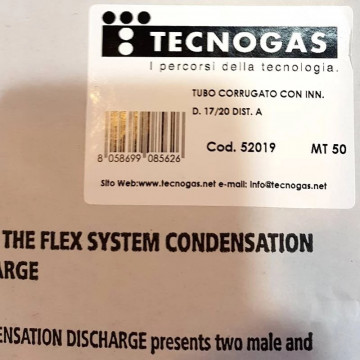 TECNOGAS
I percorsi della tecnologia.
TUBO CORRUGATO CON INN.
D. 17/20 DIST. A
Cod. 52019 MT 50
8 058699 085626
Sito Web:www.tecnogas.net e-mail: info@tecnogas.net
THE FLEX SYSTEM CONDENSATION
ARGE
ENSATION DISCHARGE presents two male and